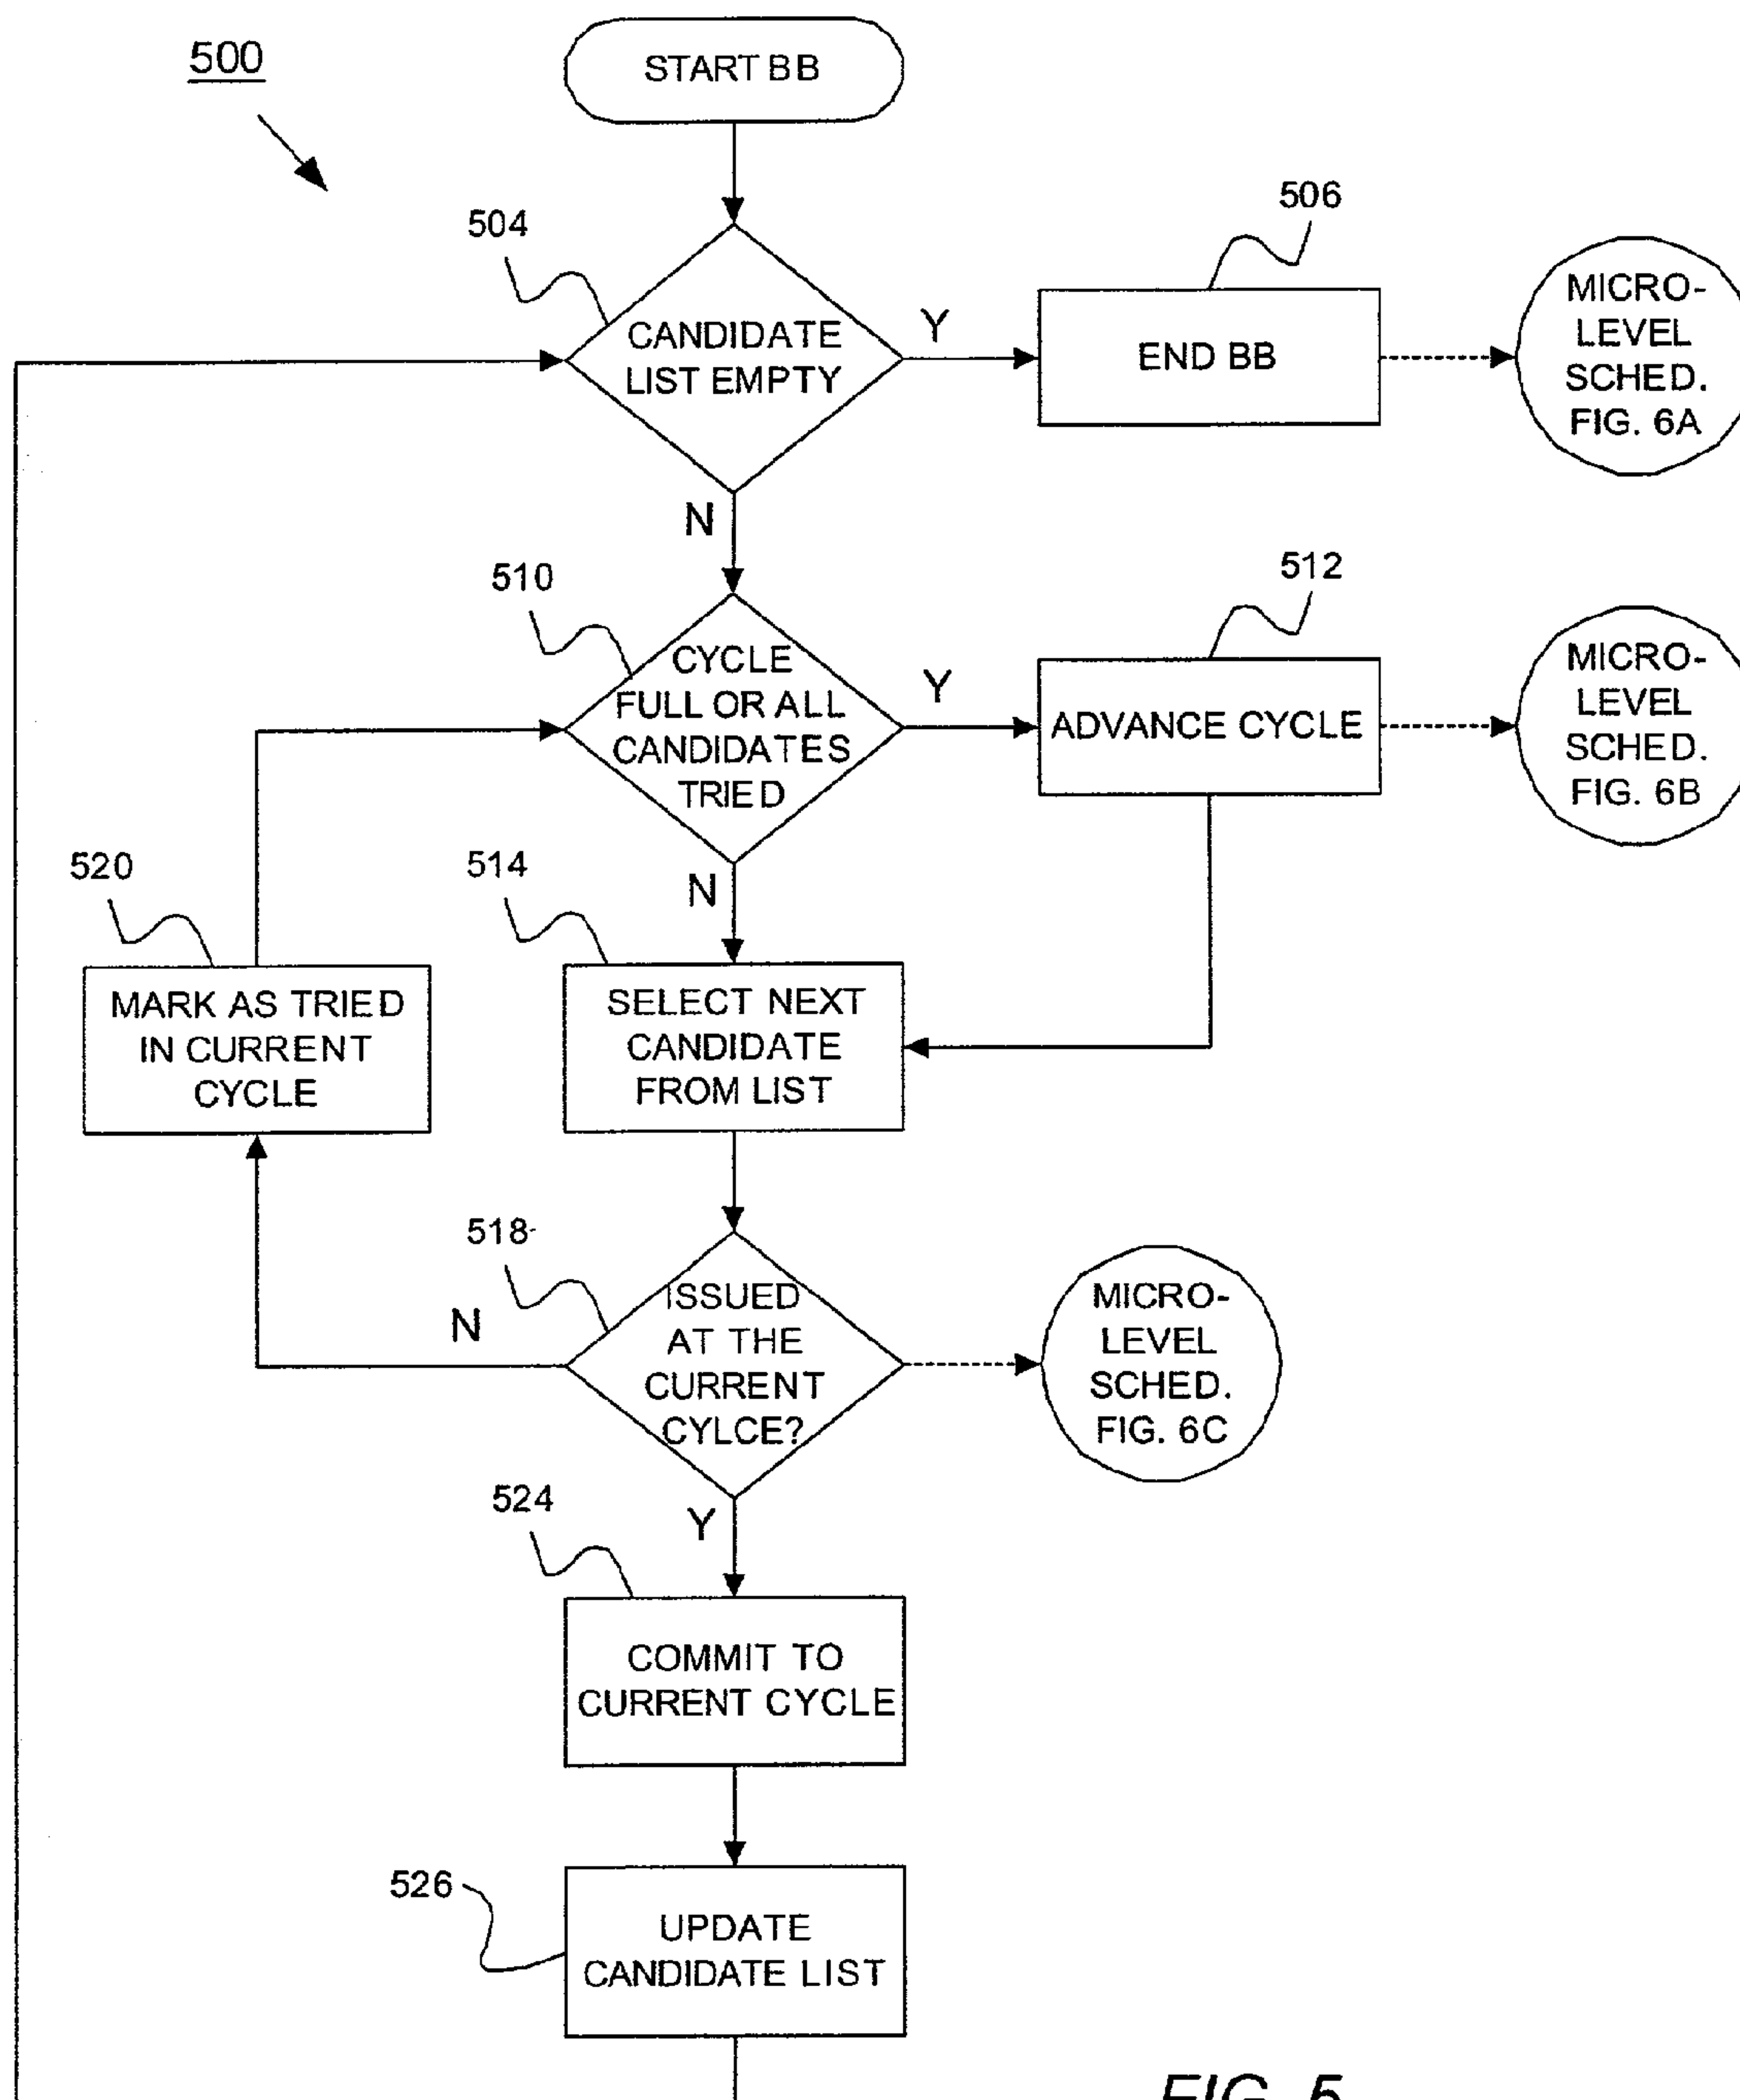 500
START BB
504
CANDIDATE
LIST EMPTY
Y
506
END BB
MICRO-
LEVEL
SCHED.
FIG. 6A
N
510
CYCLE
FULL OR ALL
CANDIDATES
TRIED
Y
512
ADVANCE CYCLE
MICRO-
LEVEL
SCHED.
FIG. 6B
N
520
MARK AS TRIED
IN CURRENT
CYCLE
514
SELECT NEXT
CANDIDATE
FROM LIST
518
ISSUED
AT THE
CURRENT
CYLCE?
N
MICRO-
LEVEL
SCHED.
FIG. 6C
Y
524
COMMIT TO
CURRENT CYCLE
526
UPDATE
CANDIDATE LIST
FIG. 5